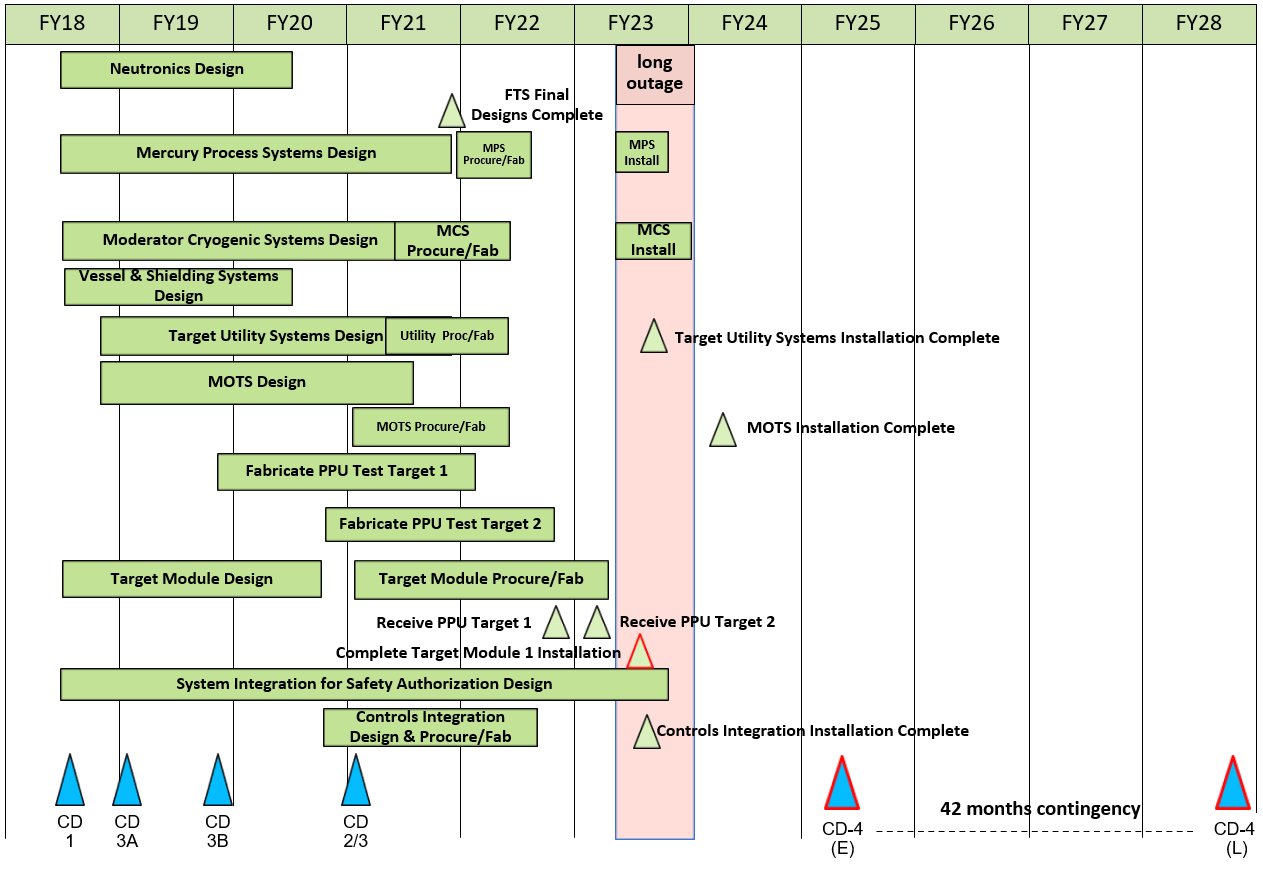 FY18 FY19 FY20 FY21 FY22 FY23 FY24 FY25 FY26 FY27 FY28
long
outage
Neutronics Design
FTS Final
Designs Complete
Mercury Process Systems Design
MPS
Procure/Fab
MPS
Install
Moderator Cryogenic Systems Design
MCS
Procure/Fab
MCS
Install
Vessel & Shielding Systems
Design
Target Utility Systems Design
Utility Proc/Fab
Target Utility Systems Installation Complete
MOTS Design
MOTS Procure/Fab
MOTS Installation Complete
Fabricate PPU Test Target 1
Fabricate PPU Test Target 2
Target Module Design
Target Module Procure/Fab
Receive PPU Target 1
Receive PPU Target 2
Complete Target Module 1 Installation
System Integration for Safety Authorization Design
Controls Integration
Design & Procure/Fab
Controls Integration Installation Complete
CD
1
CD
3A
CD
3B
CD
2/3
CD-4
(E)
42 months contingency
CD-4
(L)